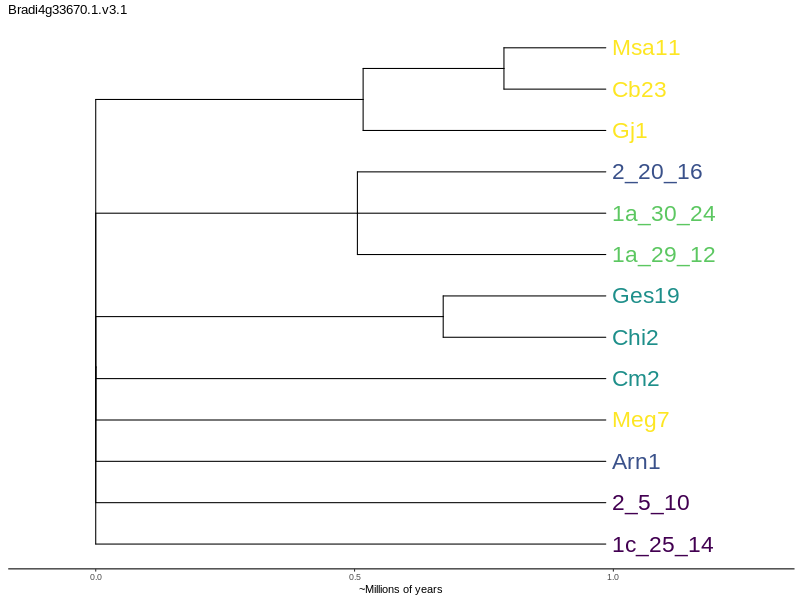 Bradi4g33670.1.v3.1
Msa11
Cb23
Gj1
2_20_16
1a_30_24
1a_29_12
Ges19
Chi2
Cm2
Meg7
Arn1
2_5_10
1c_25_14
0.0 0.5 1.0
~Millions of years